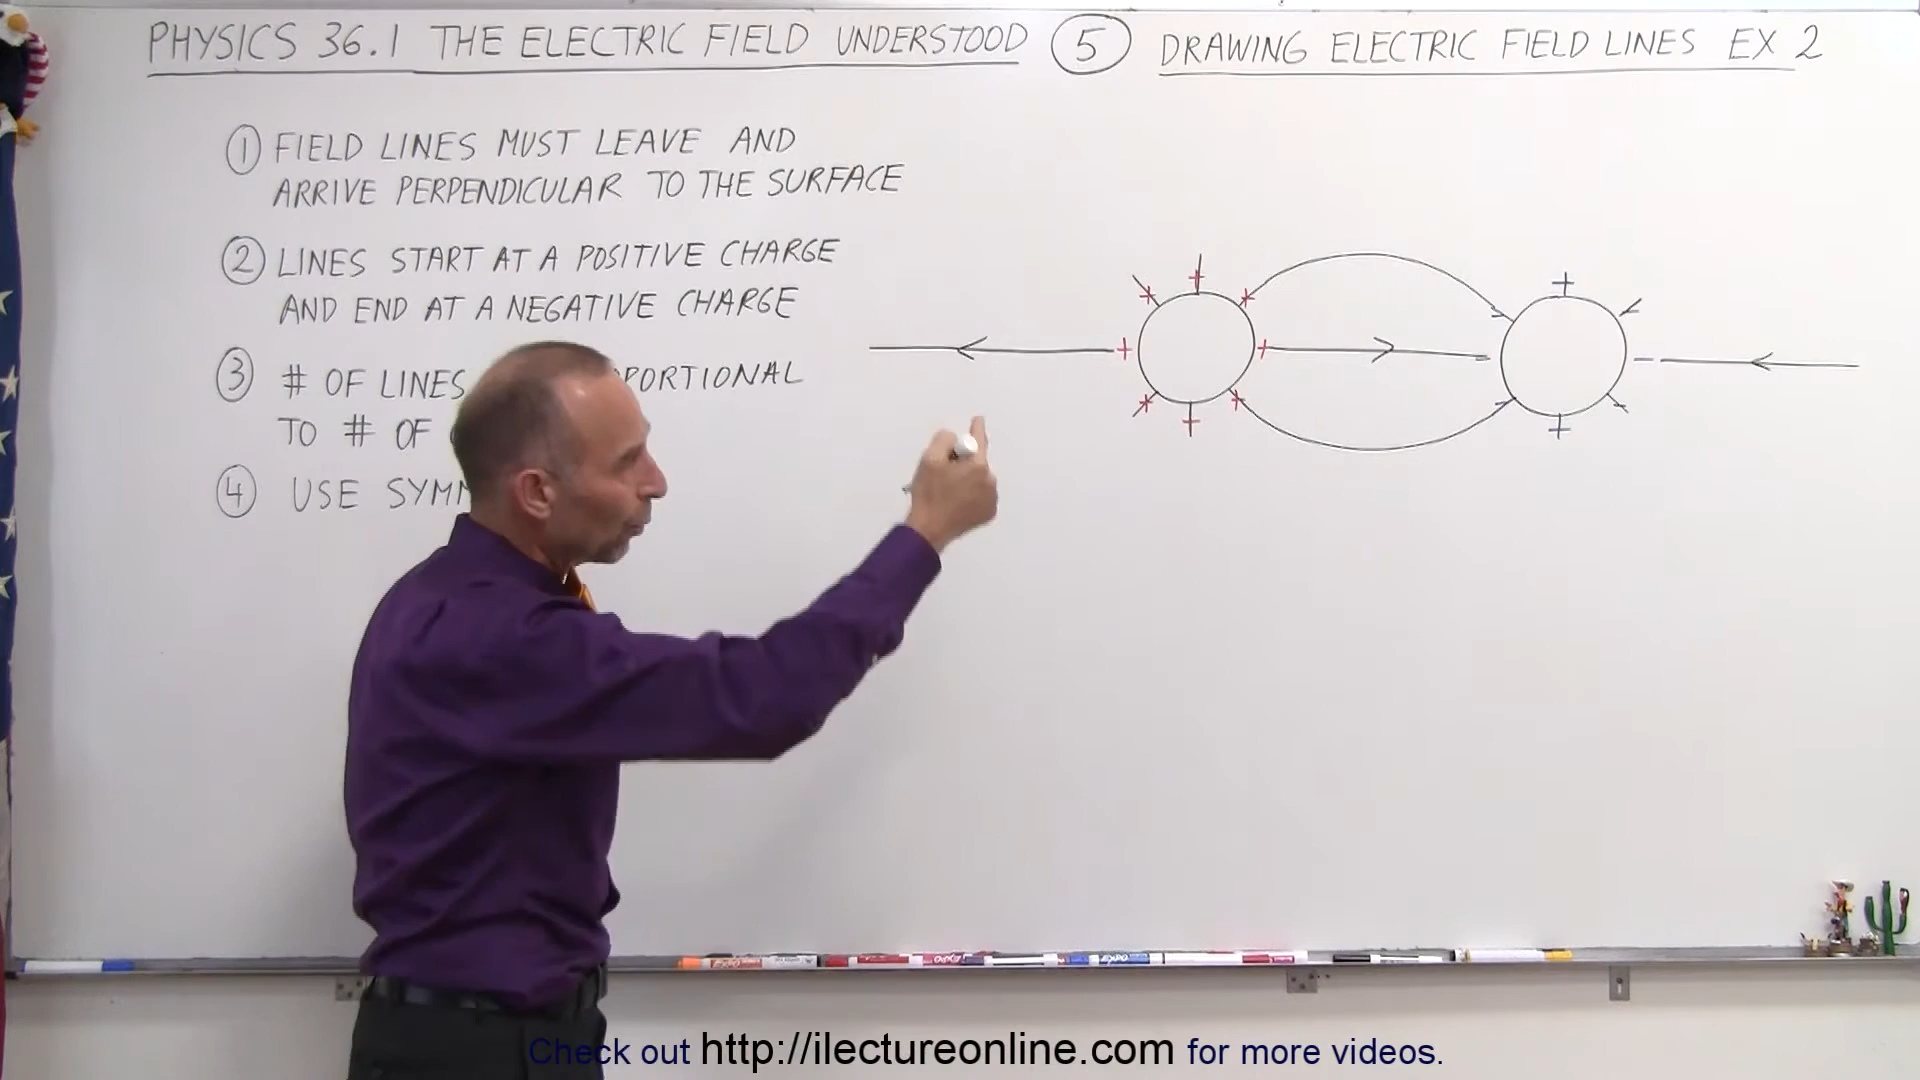 PHYSICS 36.1 THE ELECTRIC FIELD UNDERSTOOD 5 DRAWING ELECTRIC FIELD LINES EX 2
1 FIELD LINES MUST LEAVE AND
ARRIVE PERPENDICULAR TO THE SURFACE
2 LINES START AT A POSITIVE CHARGE
AND END AT A NEGATIVE CHARGE
3 # OF LINES
TO # OF
4 USE
Check out http://ilectureonline.com for more videos.